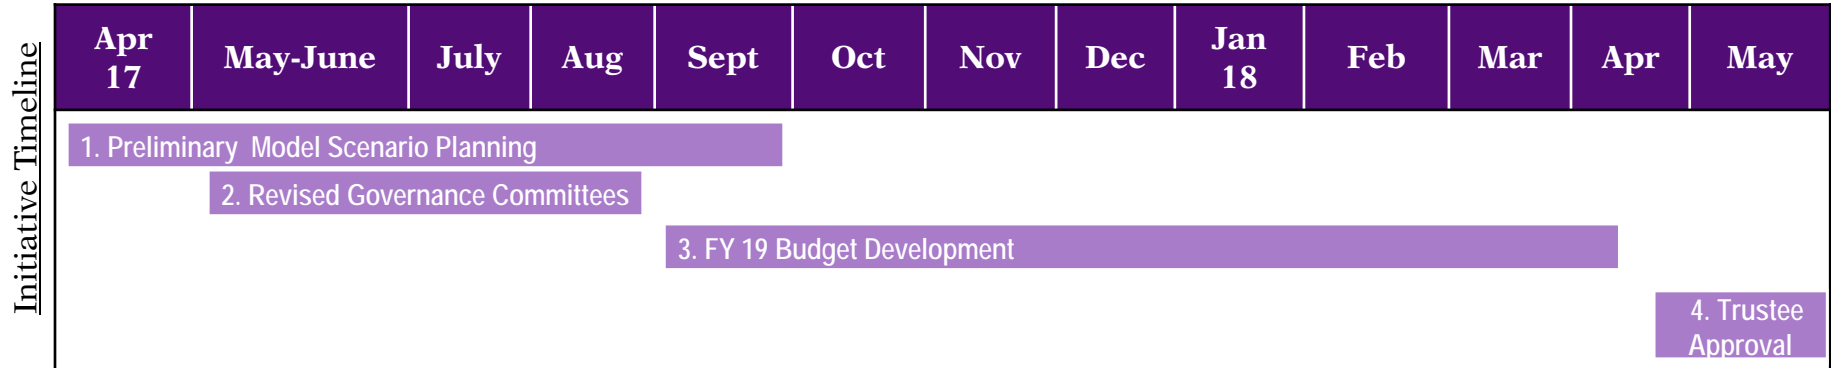 Initiative Timeline
Apr
17
May-June
July
Aug
Sept
Oct
Nov
Dec
Jan
18
Feb
Mar
Apr
May
1. Preliminary  Model Scenario Planning
2. Revised Governance Committees
3. FY 19 Budget Development
4. Trustee
Approval